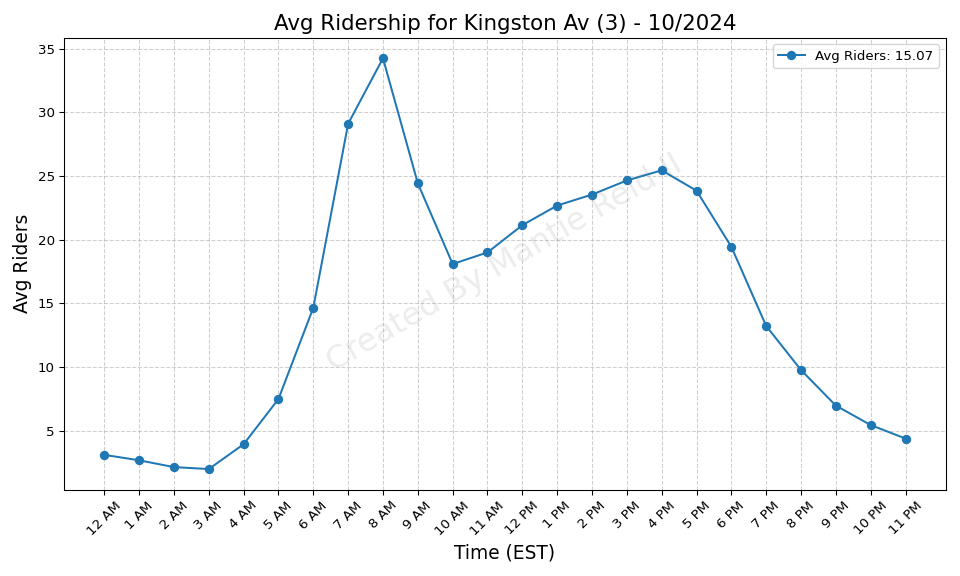 Avg Ridership for Kingston Av (3) - 10/2024
Avg Riders: 15.07
35
30
25
20
15
10
5
Avg Riders
Created By Mantie Reid II
12 AM
1 AM
2 AM
3 AM
4 AM
5 AM
6 AM
7 AM
8 AM
9 AM
10 AM
11 AM
12 PM
1 PM
2 PM
3 PM
4 PM
5 PM
6 PM
7 PM
8 PM
9 PM
10 PM
11 PM
Time (EST)